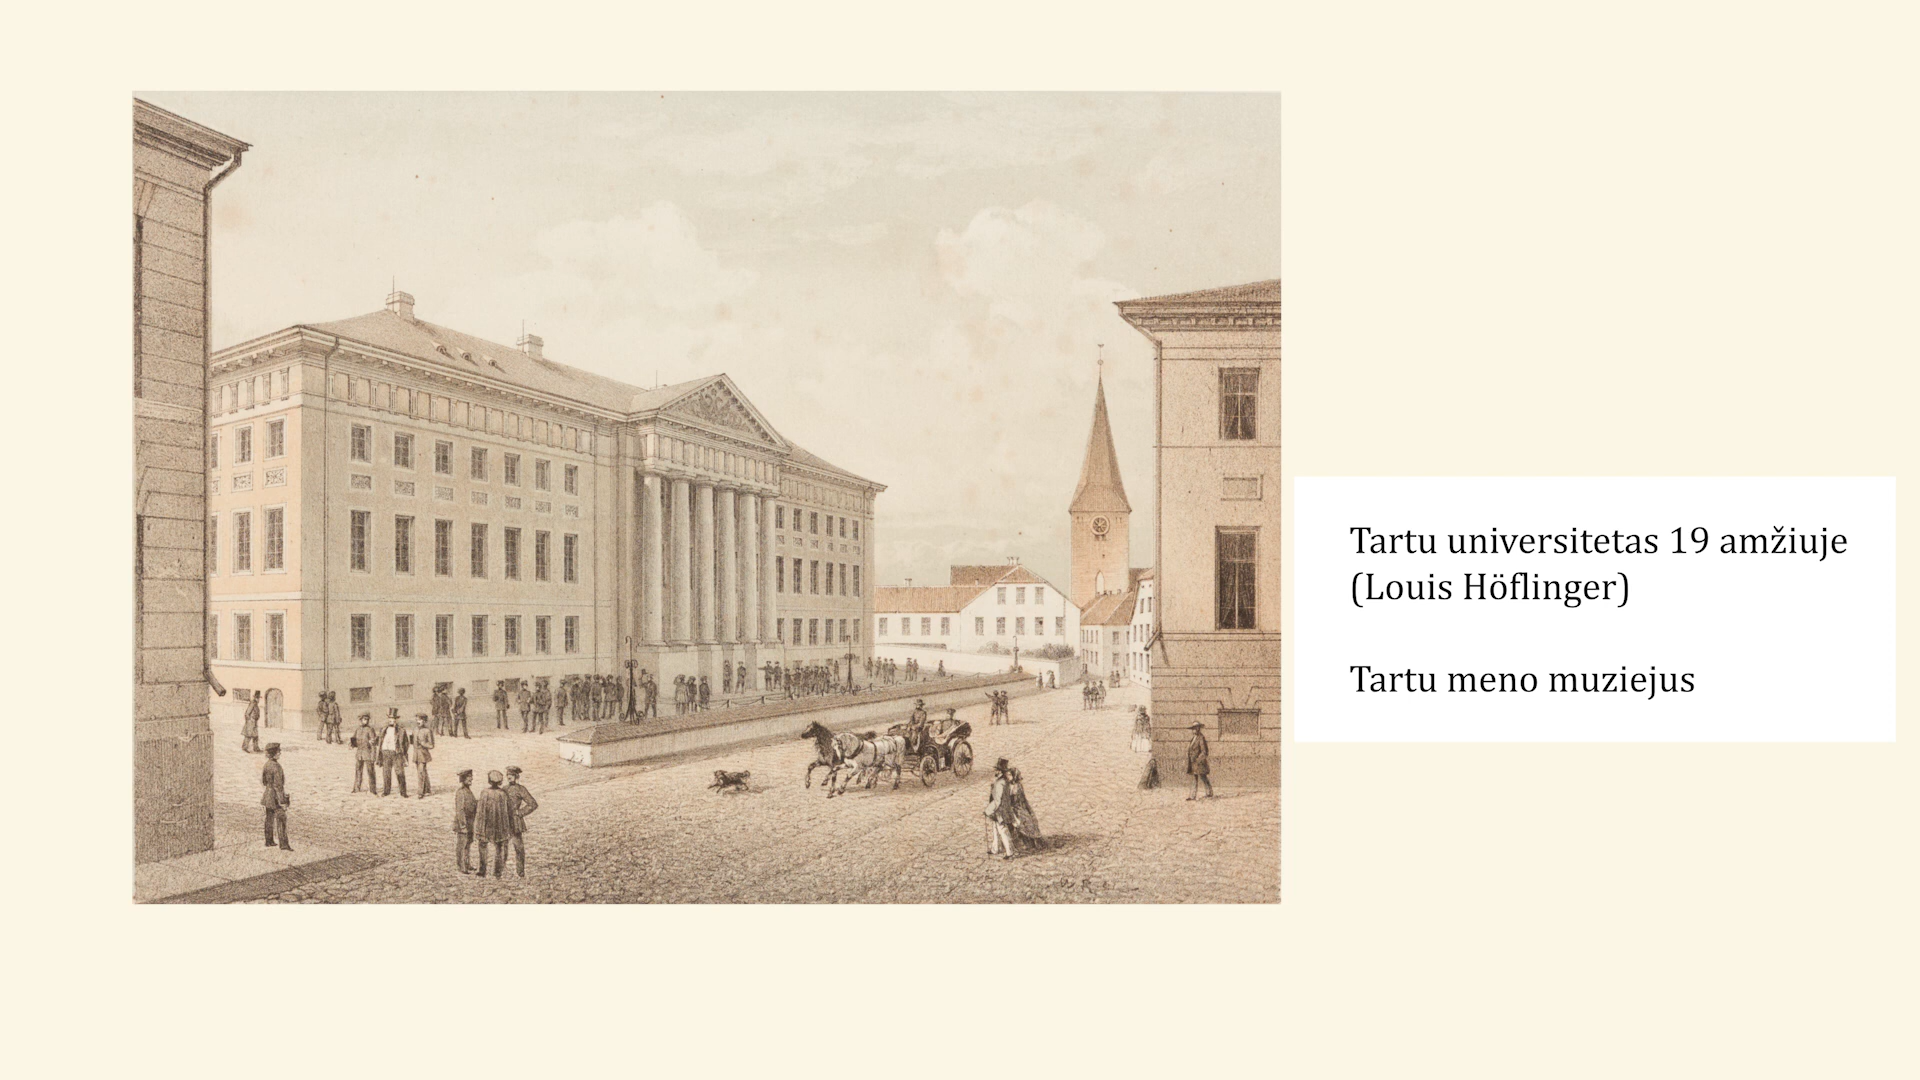 Tartu universitetas 19 amžiuje
(Louis Höflinger)
Tartu meno muziejus